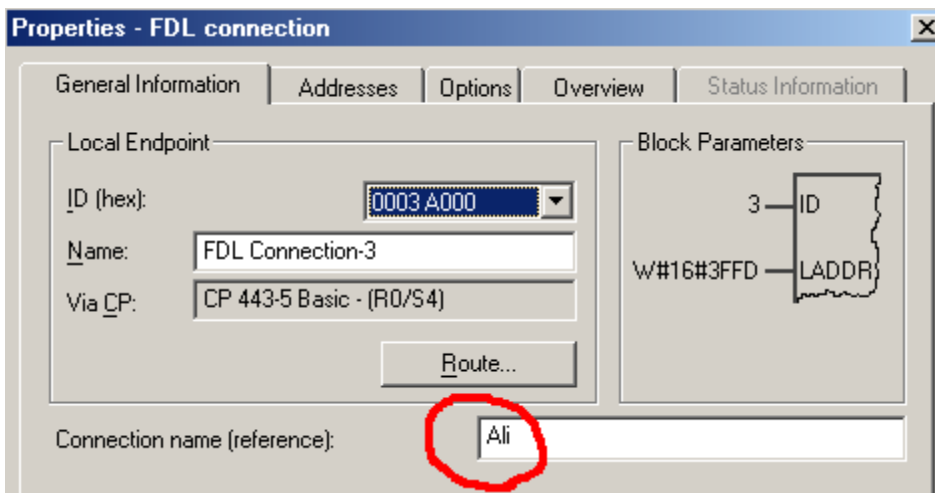 Properties - FDL connection
General Information Addresses Options Overview Status Information
Local Endpoint
ID (hex): 0003 A000
Name: FDL Connection-3
Via CP: CP 443-5 Basic - (R0/S4)
Route...
Block Parameters
3 ID
W#16#3FFD LADDR
Connection name (reference): Ali